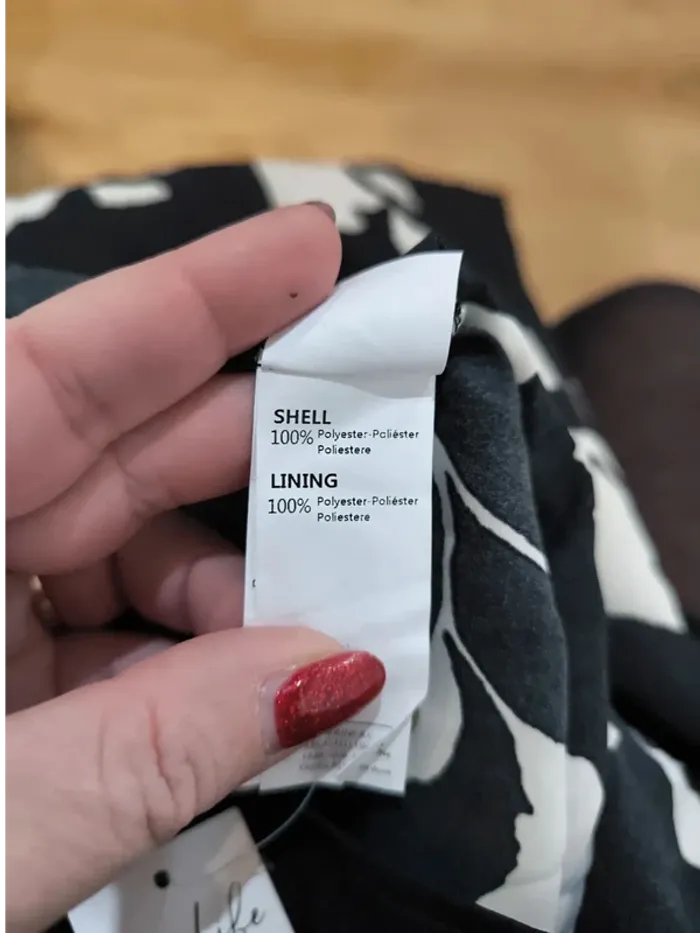 SHELL
100% Polyester-Poliéster
Poliestere
LINING
100% Polyester-Poliéster
Poliestere